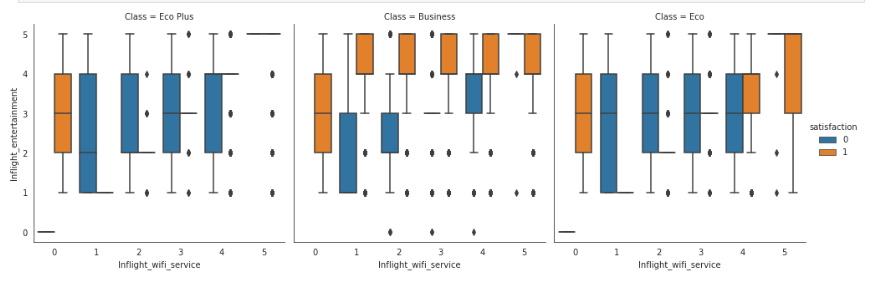 Class = Eco Plus
Class = Business
Class = Eco
Inflight_entertainment
5
4
3
2
1
0
0 1 2 3 4 5
0 1 2 3 4 5
0 1 2 3 4 5
Inflight_wifi_service
Inflight_wifi_service
Inflight_wifi_service
satisfaction
0
1